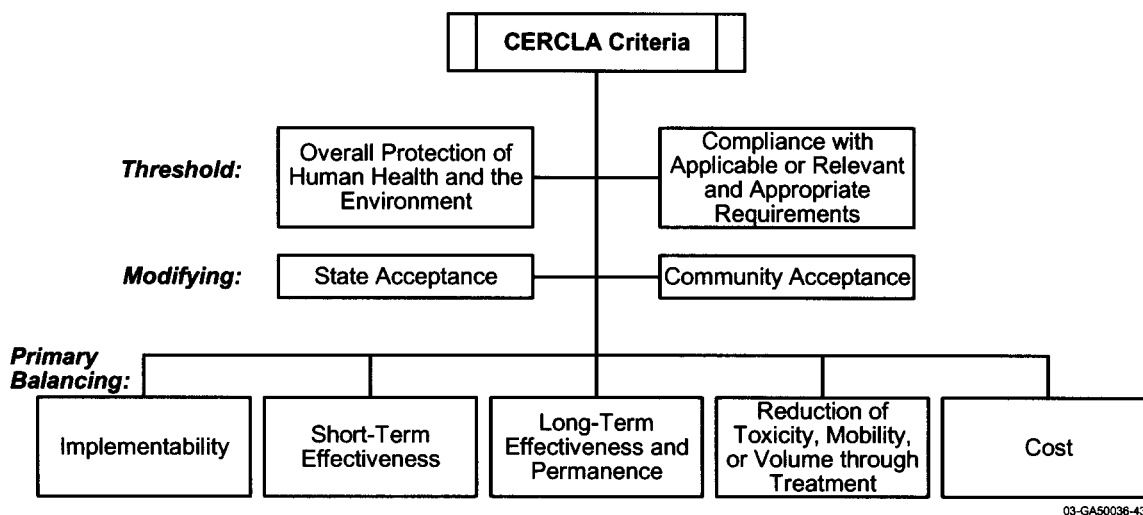 CERCLA Criteria
Threshold:
Overall Protection of
Human Health and the
Environment
Compliance with
Applicable or Relevant
and Appropriate
Requirements
Modifying:
State Acceptance
Community Acceptance
Primary
Balancing:
Implementability
Short-Term
Effectiveness
Long-Term
Effectiveness and
Permanence
Reduction of
Toxicity, Mobility,
or Volume through
Treatment
Cost